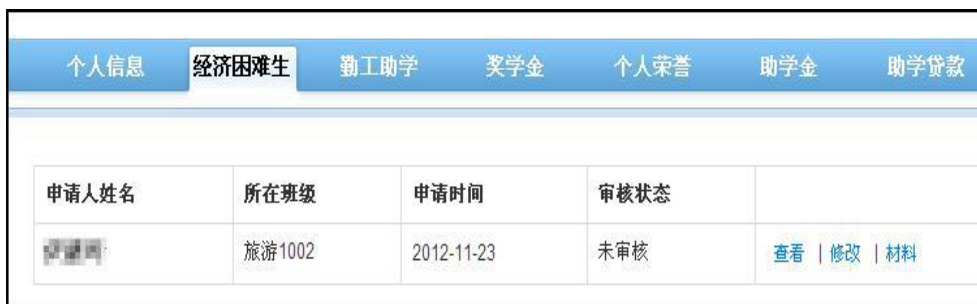 个人信息 经济困难生 勤工助学 奖学金 个人荣誉 助学金 助学贷款
申请人姓名 所在班级 申请时间 审核状态
旅游1002 2012-11-23 未审核 查看 | 修改 | 材料